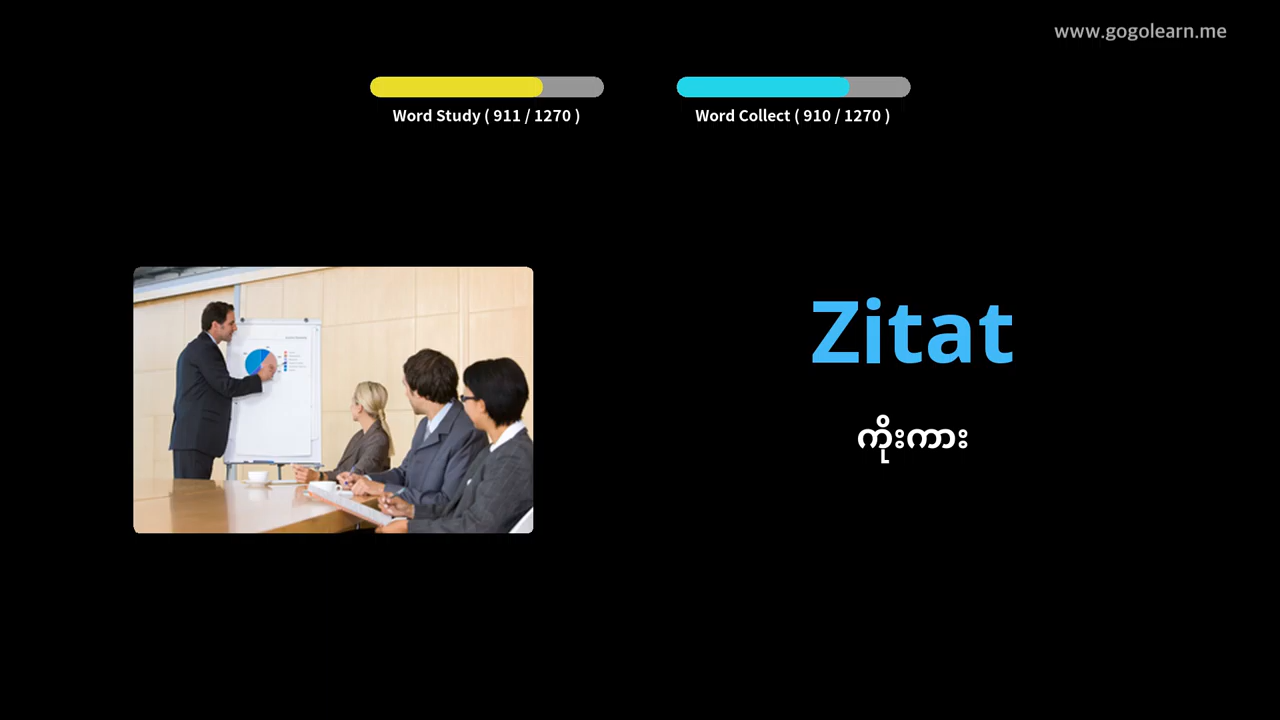 www.gogolearn.me
Word Study ( 911 / 1270 )
Word Collect ( 910 / 1270 )
Zitat
ကိုးကား